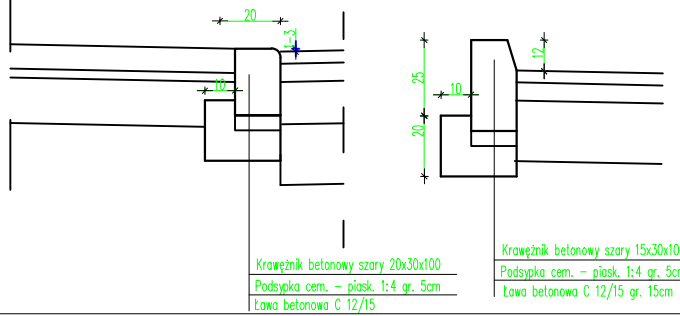 20
1-3
10
12
25
10
20
Krawężnik betonowy szary 20x30x100
Podsypka cem. – piask. 1:4 gr. 5cm
Ława betonowa C 12/15
Krawężnik betonowy szary 15x30x10
Podsypka cem. – piask. 1:4 gr. 5cm
Ława betonowa C 12/15 gr. 15cm